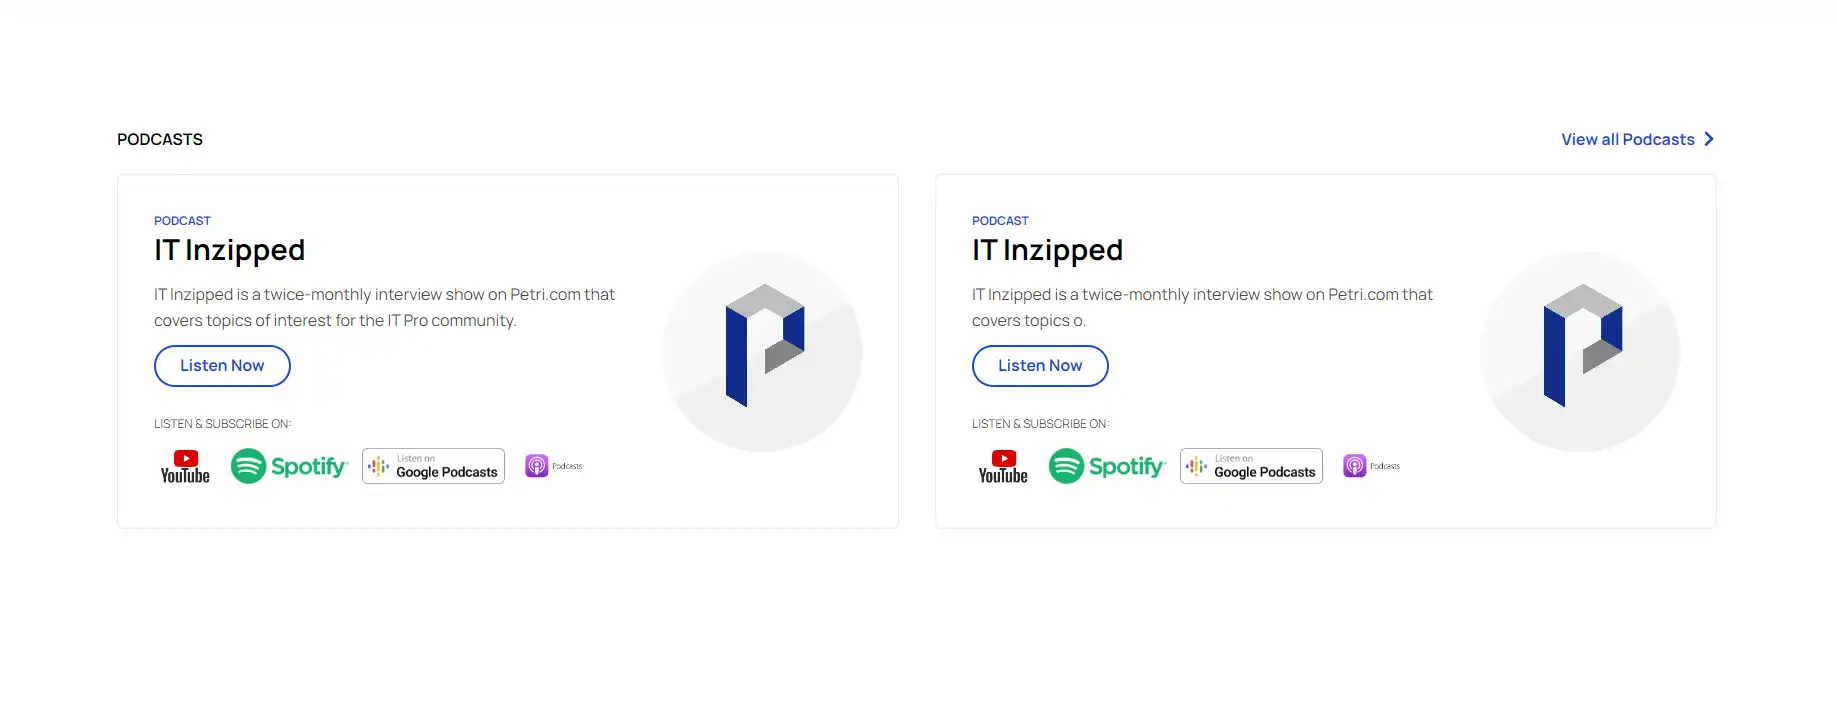 PODCASTS
View all Podcasts
PODCAST
IT Inzipped
IT Inzipped is a twice-monthly interview show on Petri.com that
covers topics of interest for the IT Pro community.
Listen Now
LISTEN & SUBSCRIBE ON:
YouTube
Spotify
Listen on
Google Podcasts
Podcasts
PODCAST
IT Inzipped
IT Inzipped is a twice-monthly interview show on Petri.com that
covers topics o.
Listen Now
LISTEN & SUBSCRIBE ON:
YouTube
Spotify
Listen on
Google Podcasts
Podcasts